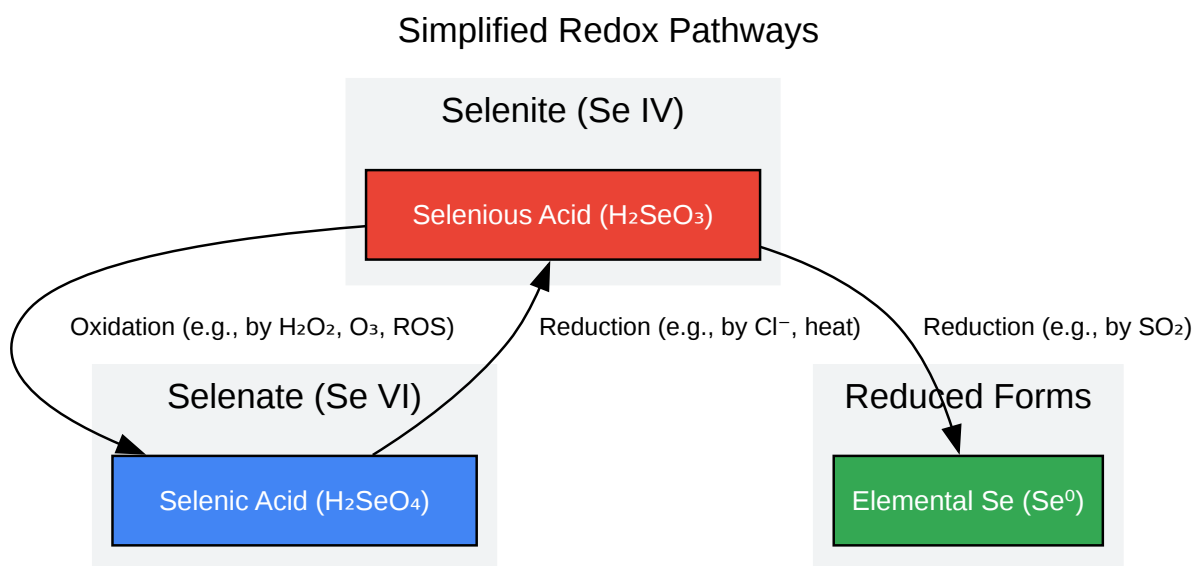 Simplified Redox Pathways
Selenite (Se IV)
Selenious Acid (H₂SeO₃)
Oxidation (e.g., by H₂O₂, O₃, ROS)
Reduction (e.g., by Cl⁻, heat)
Reduction (e.g., by SO₂)
Selenate (Se VI)
Reduced Forms
Selenic Acid (H₂SeO₄)
Elemental Se (Se⁰)